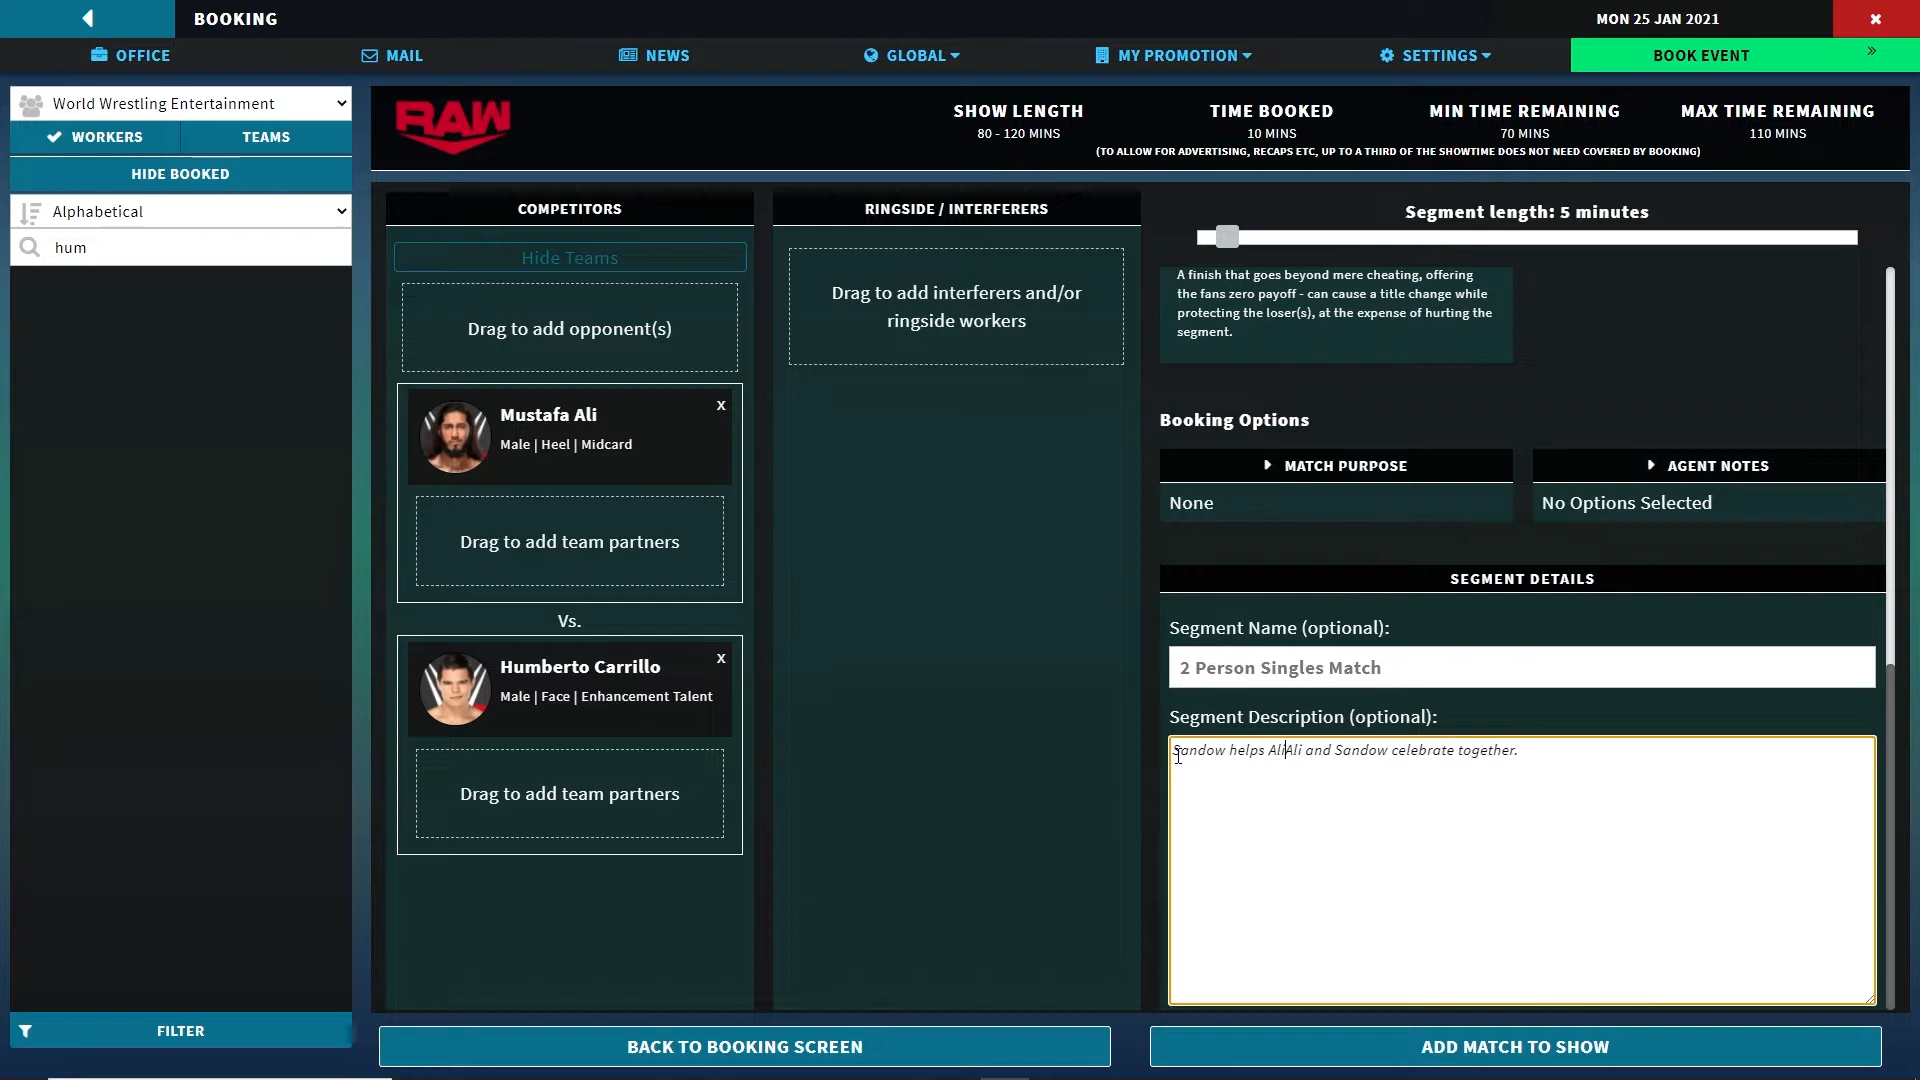 BOOKING
MON 25 JAN 2021
OFFICE
MAIL
NEWS
GLOBAL
MY PROMOTION
SETTINGS
BOOK EVENT
World Wrestling Entertainment
WORKERS
TEAMS
HIDE BOOKED
Alphabetical
hum
FILTER
RAW
SHOW LENGTH
80 - 120 MINS
TIME BOOKED
10 MINS
MIN TIME REMAINING
70 MINS
MAX TIME REMAINING
110 MINS
(TO ALLOW FOR ADVERTISING, RECAPS ETC, UP TO A THIRD OF THE SHOWTIME DOES NOT NEED COVERED BY BOOKING)
COMPETITORS
Hide Teams
Drag to add opponent(s)
Mustafa Ali
X
Male | Heel | Midcard
Drag to add team partners
Vs.
Humberto Carrillo
X
Male | Face | Enhancement Talent
Drag to add team partners
RINGSIDE / INTERFERERS
Drag to add interferers and/or
ringside workers
Segment length: 5 minutes
A finish that goes beyond mere cheating, offering
the fans zero payoff - can cause a title change while
protecting the loser(s), at the expense of hurting the
segment.
Booking Options
MATCH PURPOSE
None
AGENT NOTES
No Options Selected
SEGMENT DETAILS
Segment Name (optional):
2 Person Singles Match
Segment Description (optional):
Sandow helps AliAli and Sandow celebrate together.
BACK TO BOOKING SCREEN
ADD MATCH TO SHOW